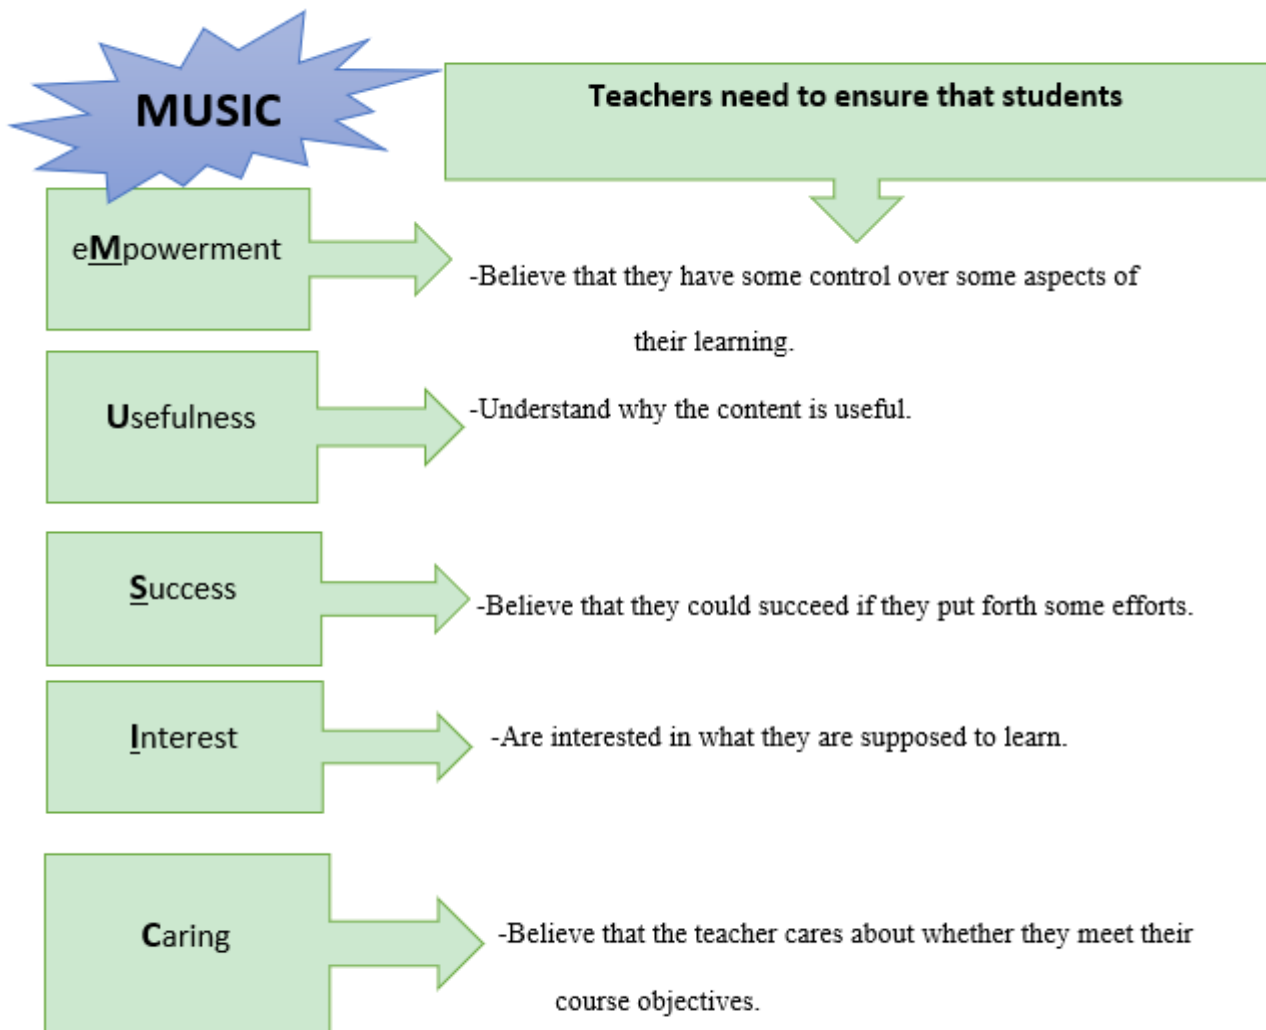 MUSIC
Teachers need to ensure that students
eMpowerment
-Believe that they have some control over some aspects of
their learning.
Usefulness
-Understand why the content is useful.
Success
-Believe that they could succeed if they put forth some efforts.
Interest
-Are interested in what they are supposed to learn.
Caring
-Believe that the teacher cares about whether they meet their
course objectives.